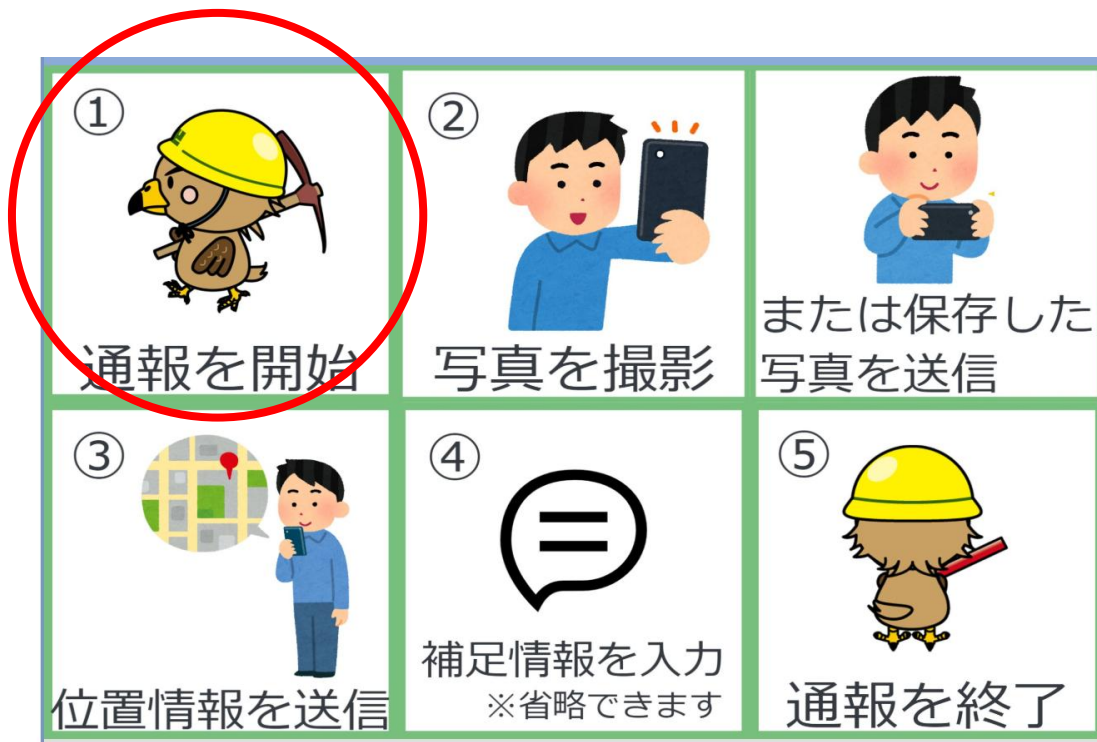 ①
通報を開始
②
写真を撮影
または保存した
写真を送信
③
位置情報を送信
④
補足情報を入力
※省略できます
⑤
通報を終了